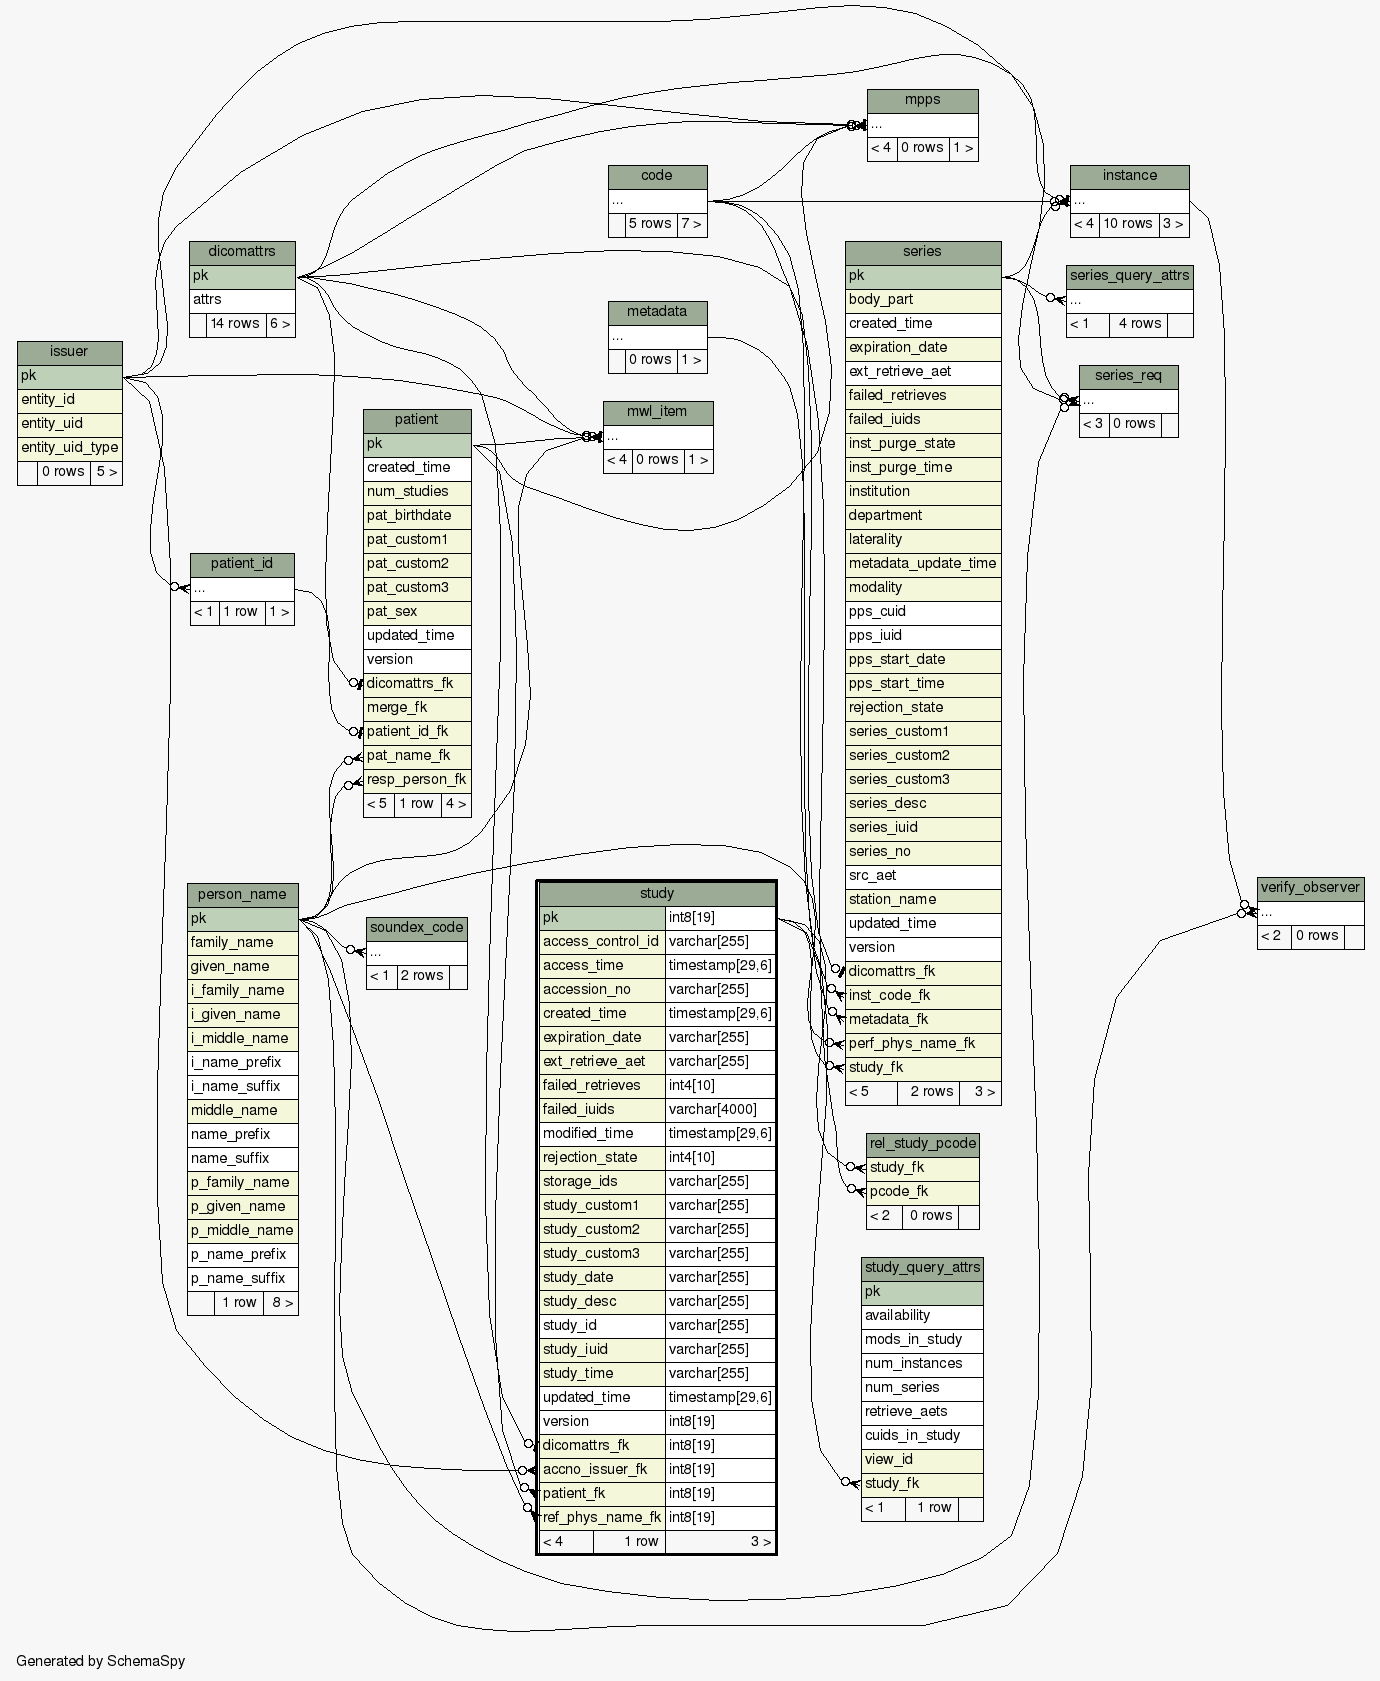 mpps
...
< 4 0 rows 1 >
code
...
5 rows 7 >
instance
...
< 4 10 rows 3 >
dicomattrs
pk
attrs
14 rows 6 >
series
pk
body_part
created_time
expiration_date
ext_retrieve_aet
failed_retrieves
failed_iuids
inst_purge_state
inst_purge_time
institution
department
laterality
metadata_update_time
modality
pps_cuid
pps_iuid
pps_start_date
pps_start_time
rejection_state
series_custom1
series_custom2
series_custom3
series_desc
series_iuid
series_no
src_aet
station_name
updated_time
version
dicomattrs_fk
inst_code_fk
metadata_fk
perf_phys_name_fk
study_fk
< 5 2 rows 3 >
series_query_attrs
...
< 1 4 rows
metadata
...
0 rows 1 >
issuer
pk
entity_id
entity_uid
entity_uid_type
0 rows 5 >
series_req
...
< 3 0 rows
mwl_item
...
< 4 0 rows 1 >
patient
pk
created_time
num_studies
pat_birthdate
pat_custom1
pat_custom2
pat_custom3
pat_sex
updated_time
version
dicomattrs_fk
merge_fk
patient_id_fk
pat_name_fk
resp_person_fk
< 5 1 row 4 >
patient_id
...
< 1 1 row 1 >
verify_observer
...
< 2 0 rows
person_name
pk
family_name
given_name
i_family_name
i_given_name
i_middle_name
i_name_prefix
i_name_suffix
middle_name
name_prefix
name_suffix
p_family_name
p_given_name
p_middle_name
p_name_prefix
p_name_suffix
1 row 8 >
soundex_code
...
< 1 2 rows
study
pk int8[19]
access_control_id varchar[255]
access_time timestamp[29,6]
accession_no varchar[255]
created_time timestamp[29,6]
expiration_date varchar[255]
ext_retrieve_aet varchar[255]
failed_retrieves int4[10]
failed_iuids varchar[4000]
modified_time timestamp[29,6]
rejection_state int4[10]
storage_ids varchar[255]
study_custom1 varchar[255]
study_custom2 varchar[255]
study_custom3 varchar[255]
study_date varchar[255]
study_desc varchar[255]
study_id varchar[255]
study_iuid varchar[255]
study_time varchar[255]
updated_time timestamp[29,6]
version int8[19]
dicomattrs_fk int8[19]
accno_issuer_fk int8[19]
patient_fk int8[19]
ref_phys_name_fk int8[19]
< 4 1 row 3 >
rel_study_pcode
study_fk
pcode_fk
< 2 0 rows
study_query_attrs
pk
availability
mods_in_study
num_instances
num_series
retrieve_aets
cuids_in_study
view_id
study_fk
< 1 1 row
Generated by SchemaSpy